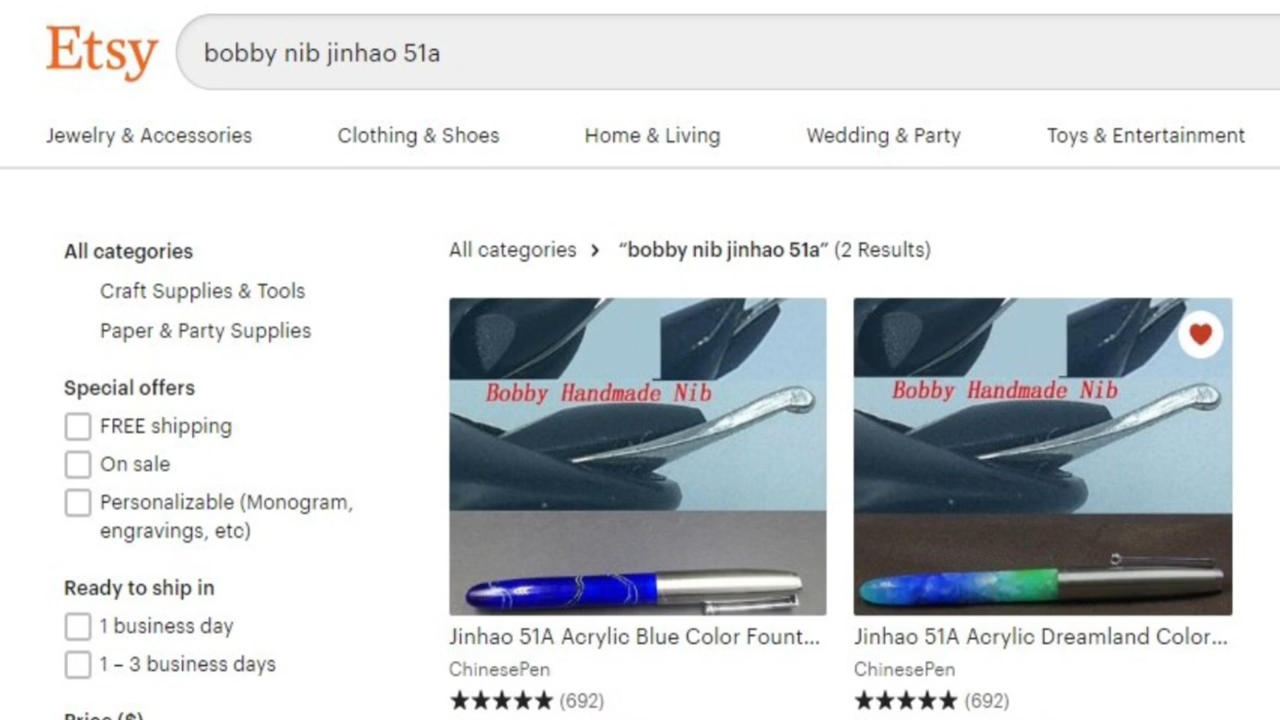 Etsy
bobby nib jinhao 51a
Jewelry & Accessories
Clothing & Shoes
Home & Living
Wedding & Party
Toys & Entertainment
All categories
Craft Supplies & Tools
Paper & Party Supplies
Special offers
FREE shipping
On sale
Personalizable (Monogram,
engravings, etc)
Ready to ship in
1 business day
1 – 3 business days
Price ($)
All categories › “bobby nib jinhao 51a” (2 Results)
Bobby Handmade Nib
Jinhao 51A Acrylic Blue Color Fount...
ChinesePen
★★★★★ (692)
Bobby Handmade Nib
Jinhao 51A Acrylic Dreamland Color...
ChinesePen
★★★★★ (692)